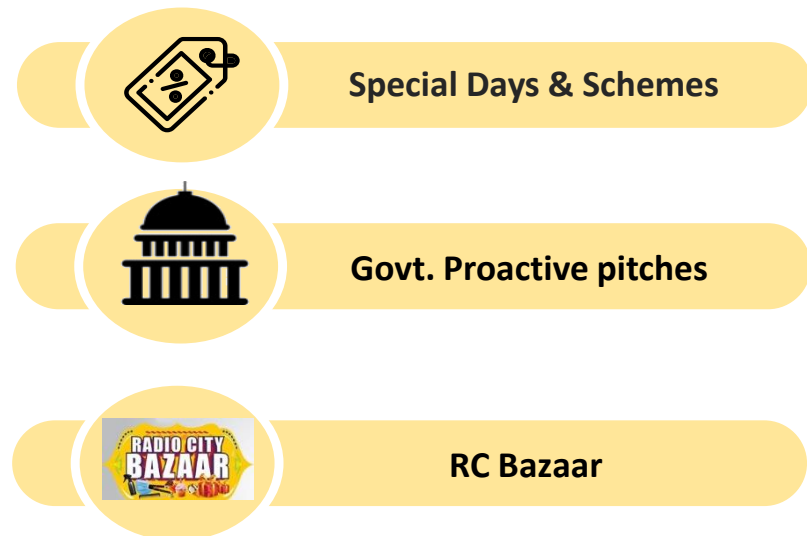 Special Days & Schemes
Govt. Proactive pitches
RADIO CITY
BAZAAR
RC Bazaar